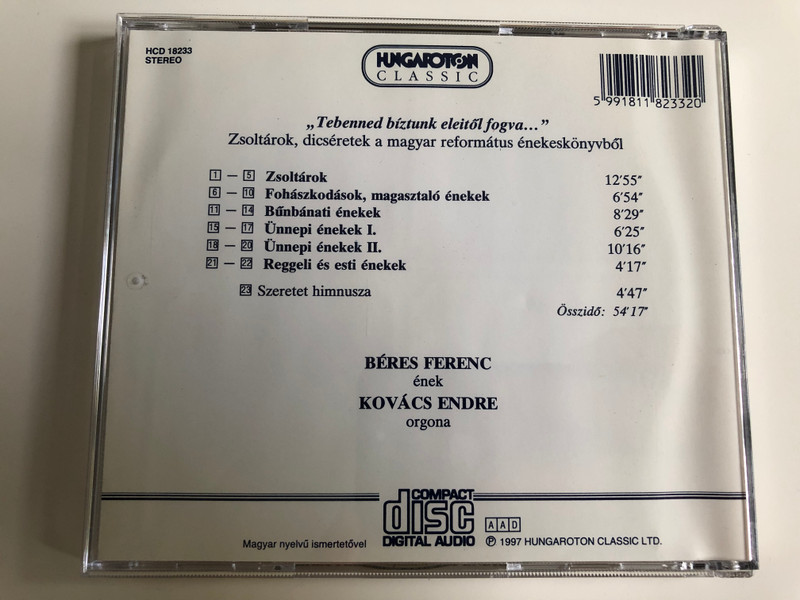 HCD 18233
STEREO
HUNGAROTON
CLASSIC
5 991811 823320
„Tebenned bíztunk eleitől fogva…”
Zsoltárok, dicséretek a magyar református énekeskönyvből
1 – 5 Zsoltárok 12'55"
6 – 10 Fohászkodások, magasztaló énekek 6'54"
11 – 14 Bűnbánati énekek 8'29"
15 – 17 Ünnepi énekek I. 6'25"
18 – 20 Ünnepi énekek II. 10'16"
21 – 22 Reggeli és esti énekek 4'17"
23 Szeretet himnusza 4'47"
Összidő: 54'17"
BÉRES FERENC
ének
KOVÁCS ENDRE
orgona
COMPACT
disc
DIGITAL AUDIO
AAD
Magyar nyelvű ismertetővel
℗ 1997 HUNGAROTON CLASSIC LTD.